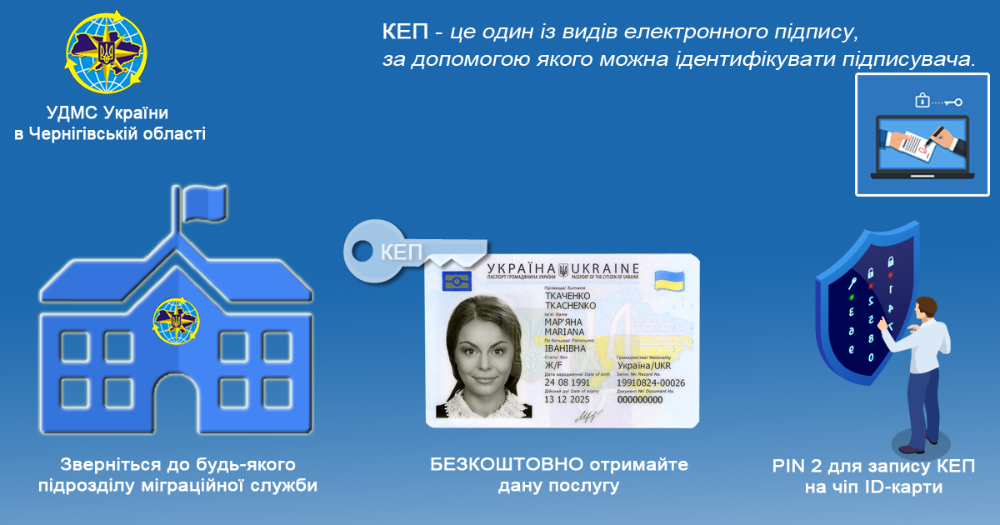 КЕП - це один із видів електронного підпису,
за допомогою якого можна ідентифікувати підписувача.
УДМС України
в Чернігівській області
КЕП
УКРАЇНА UKRAINE
ПАСПОРТ ГРОМАДЯНИНА УКРАЇНИ PASSPORT OF THE CITIZEN OF UKRAINE
Прізвище/ Surname
ТКАЧЕНКО
TKACHENKO
Ім'я/ Name
МАР'ЯНА
MARIANA
По батькові/ Patronymic
ІВАНІВНА
Стать/ Sex Громадянство/ Nationality
Ж/F Україна/UKR
Дата народження/ Date of birth Запис №/ Record No.
24 08 1991 19910824-00026
Дійсний до/ Date of expiry Документ №/ Document No.
13 12 2025 000000000
Зверніться до будь-якого
підрозділу міграційної служби
БЕЗКОШТОВНО отримайте
дану послугу
PIN 2 для запису КЕП
на чіп ID-карти